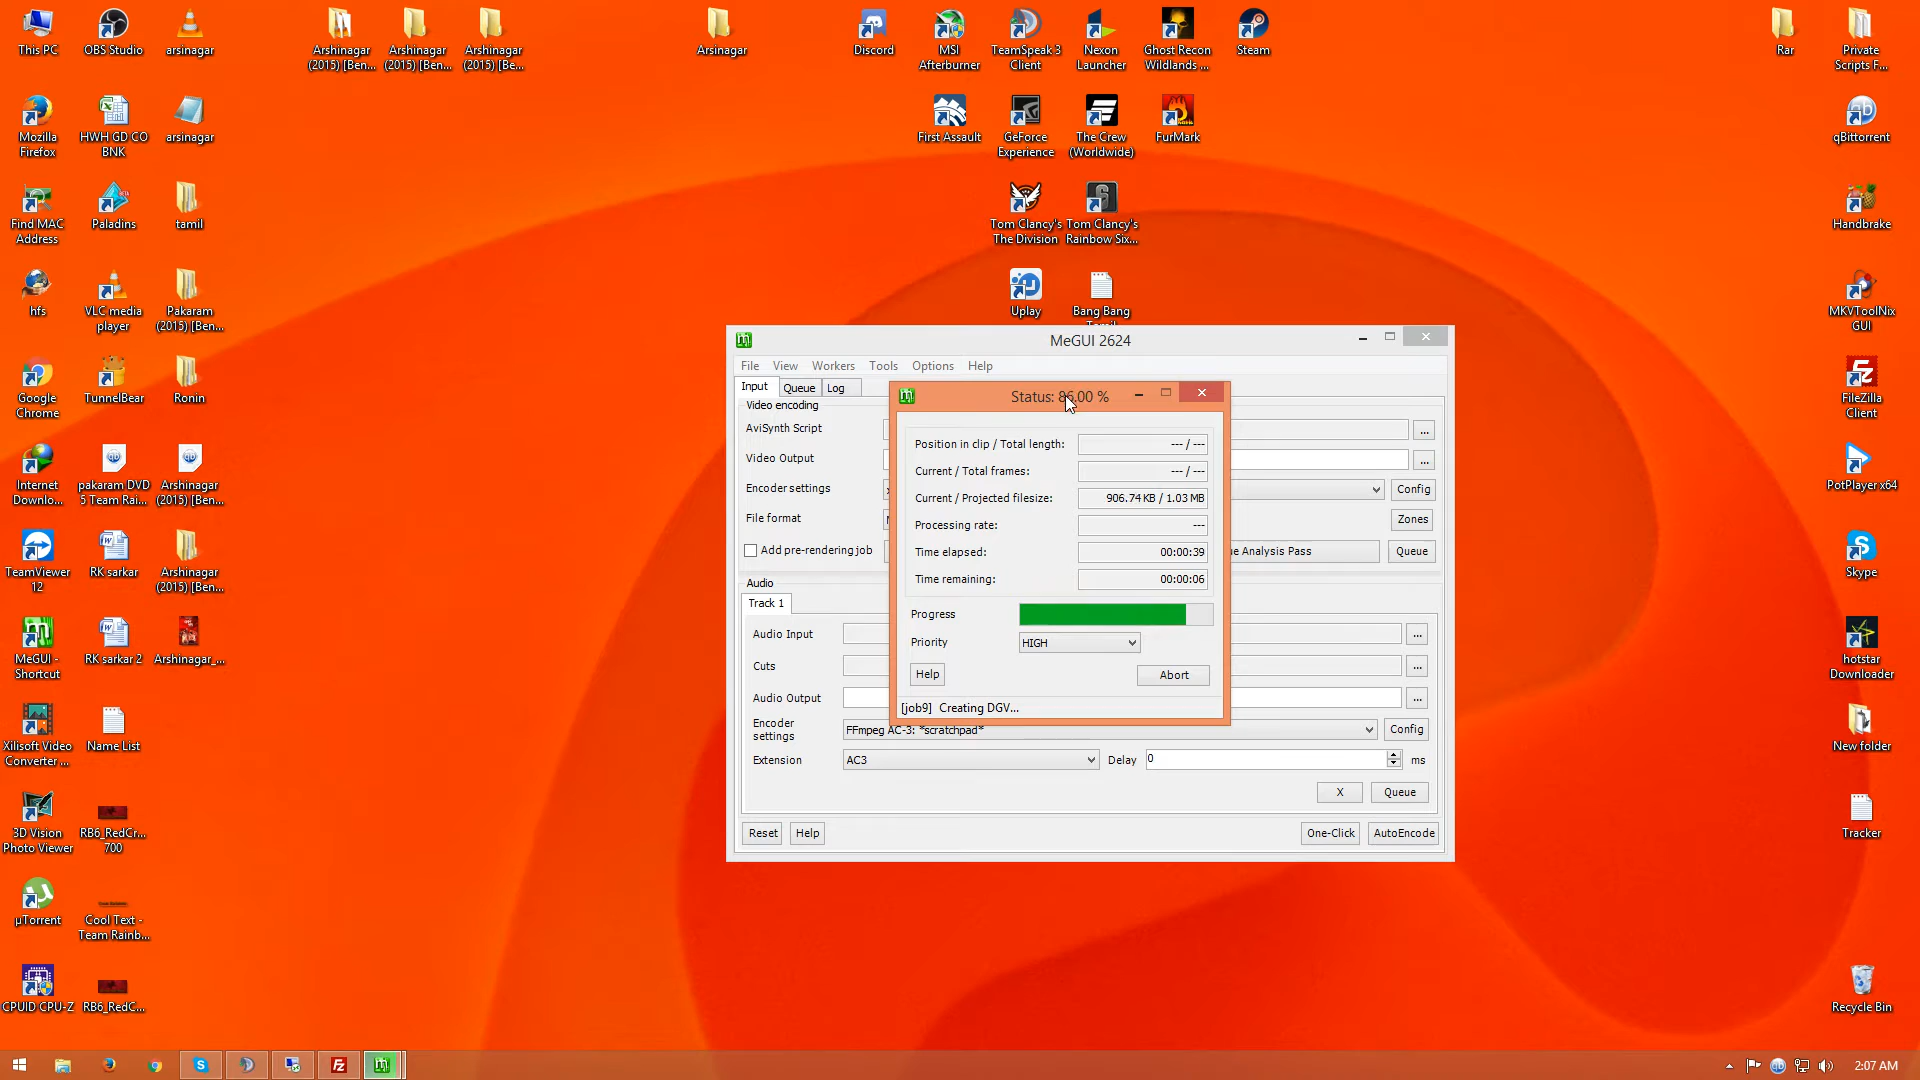 This PC
OBS Studio
arsinagar
Arshinagar
(2015) [Ben...
Arshinagar
(2015) [Ben...
Arshinagar
(2015) [Be...
Arsinagar
Discord
MSI
Afterburner
TeamSpeak 3
Client
Nexon
Launcher
Ghost Recon
Wildlands ...
Steam
Rar
Private
Scripts F...
Mozilla
Firefox
HWH GD CO
BNK
arsinagar
First Assault
GeForce
Experience
The Crew
(Worldwide)
FurMark
qBittorrent
Find MAC
Address
Paladins
tamil
Tom Clancy's
The Division
Tom Clancy's
Rainbow Six...
Handbrake
hfs
VLC media
player
Pakaram
(2015) [Ben...
Uplay
Bang Bang
MKVToolNix
GUI
Google
Chrome
TunnelBear
Ronin
FileZilla
Client
Internet
Downlo...
pakaram DVD
5 Team Rai...
Arshinagar
(2015) [Ben...
PotPlayer x64
TeamViewer
12
RK sarkar
Arshinagar
(2015) [Ben...
Skype
MeGUI -
Shortcut
RK sarkar 2
Arshinagar_...
hotstar
Downloader
Xilisoft Video
Converter ...
Name List
New folder
3D Vision
Photo Viewer
RB6_RedCr...
700
Tracker
µTorrent
Cool Text -
Team Rainb...
CPUID CPU-Z
RB6_RedC...
Recycle Bin
MeGUI 2624
File View Workers Tools Options Help
Input Queue Log
Video encoding
AviSynth Script
...
Video Output
...
Encoder settings
Config
File format
Zones
Add pre-rendering job
ue Analysis Pass
Queue
Audio
Track 1
Audio Input
...
Cuts
...
Audio Output
...
Encoder
settings
FFmpeg AC-3: *scratchpad*
Config
Extension
AC3
Delay
0
ms
X
Queue
Reset
Help
One-Click
AutoEncode
Status: 86.00 %
Position in clip / Total length:
--- / ---
Current / Total frames:
--- / ---
Current / Projected filesize:
906.74 KB / 1.03 MB
Processing rate:
---
Time elapsed:
00:00:39
Time remaining:
00:00:06
Progress
Priority
HIGH
Help
Abort
[job9] Creating DGV...
2:07 AM